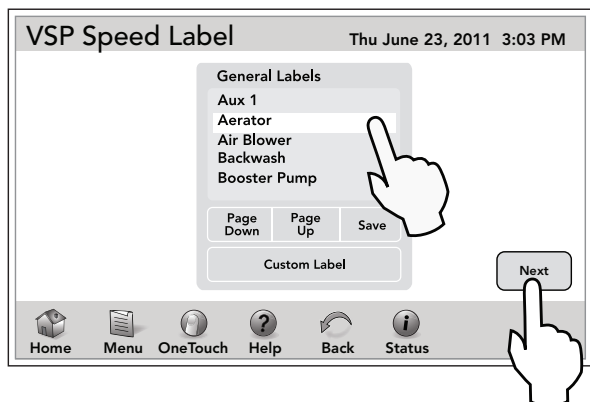 VSP Speed Label Thu June 23, 2011 3:03 PM
General Labels
Aux 1
Aerator
Air Blower
Backwash
Booster Pump
Page Down
Page Up
Save
Custom Label
Next
Home Menu OneTouch Help Back Status